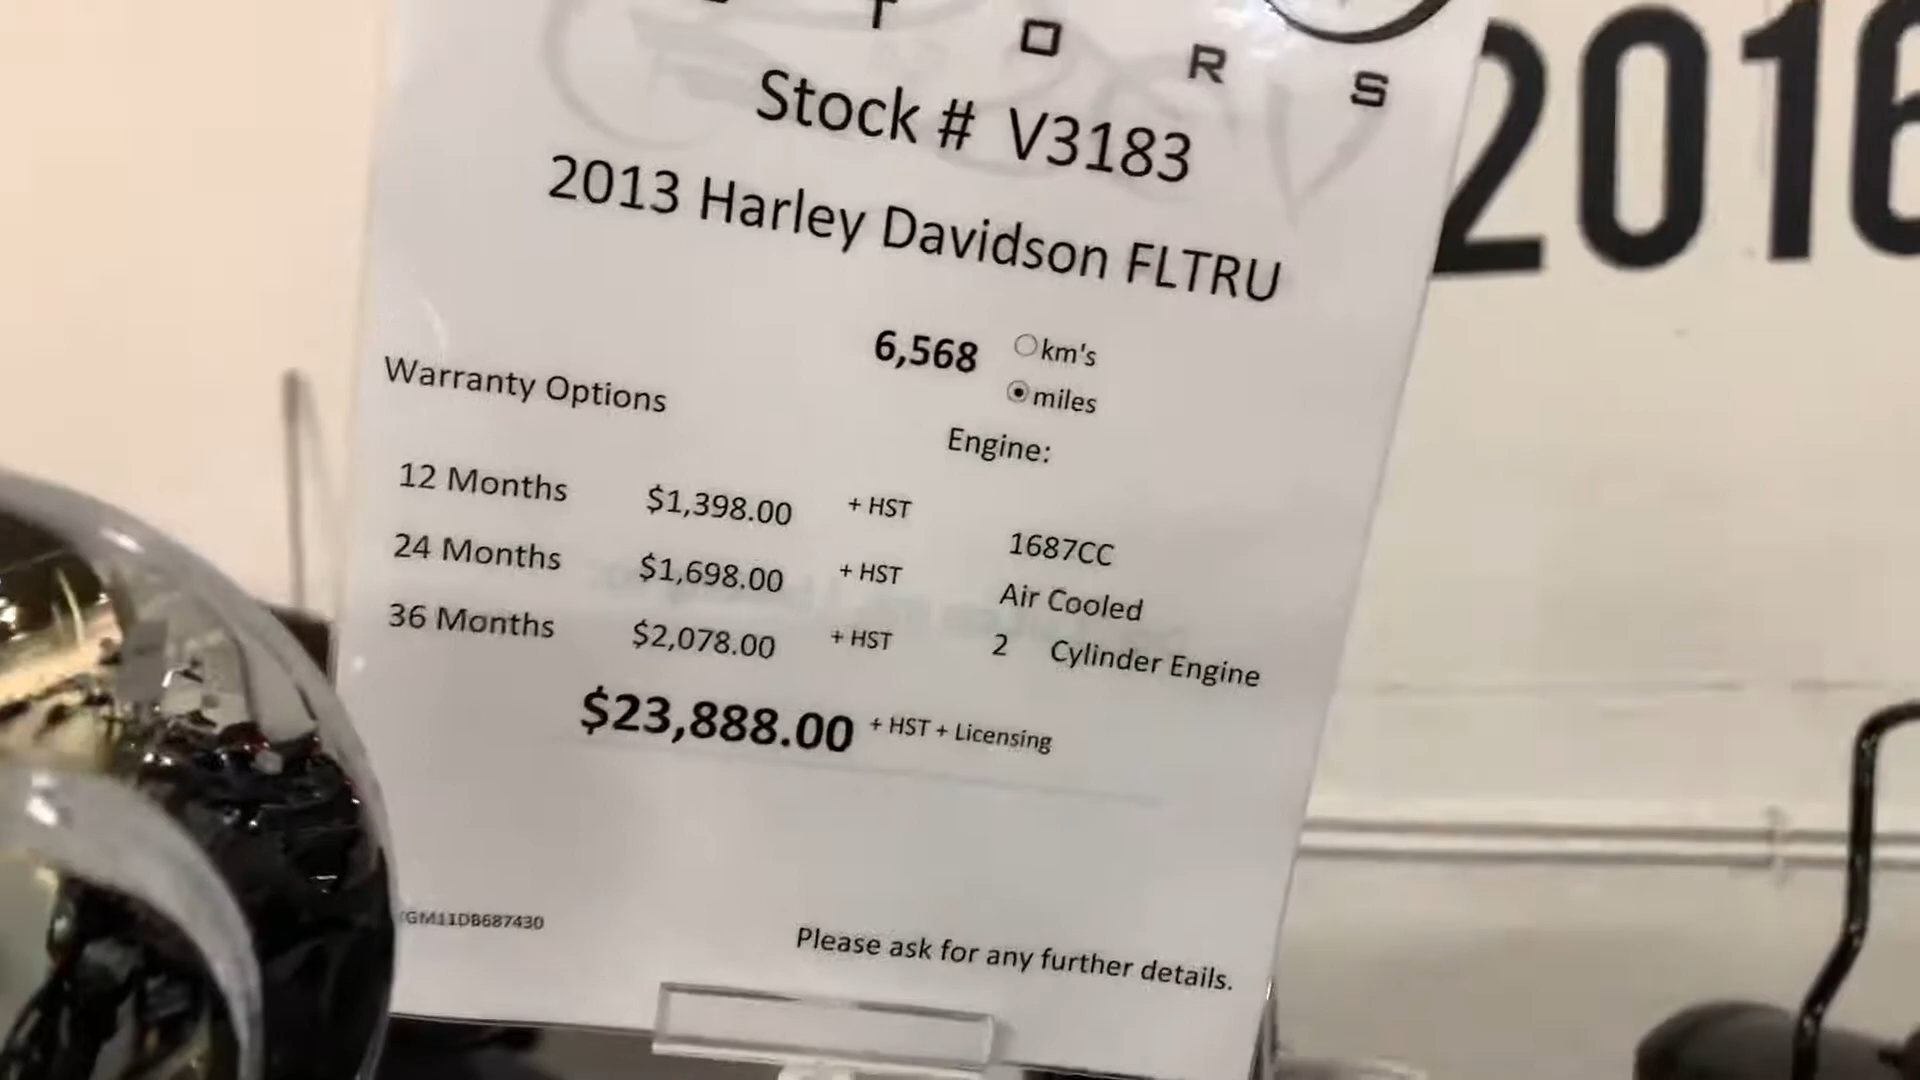 T O R S
Stock # V3183
2013 Harley Davidson FLTRU
6,568 km's
miles
Warranty Options
Engine:
12 Months $1,398.00 + HST
1687CC
24 Months $1,698.00 + HST
Air Cooled
36 Months $2,078.00 + HST
2 Cylinder Engine
$23,888.00 + HST + Licensing
GM11DB687430
Please ask for any further details.
2016